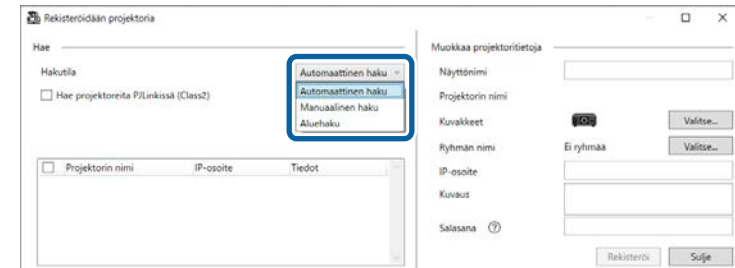 Rekisteröidään projektoria
Hae
Hakutila
Automaattinen haku
Automaattinen haku
Manuaalinen haku
Aluehaku
Hae projektoreita PJLinkissä (Class2)
Projektorin nimi IP-osoite Tiedot
Muokkaa projektoritietoja
Näyttönimi
Projektorin nimi
Kuvakkeet Valitse...
Ryhmän nimi Ei ryhmää Valitse...
IP-osoite
Kuvaus
Salasana ?
Rekisteröi Sulje